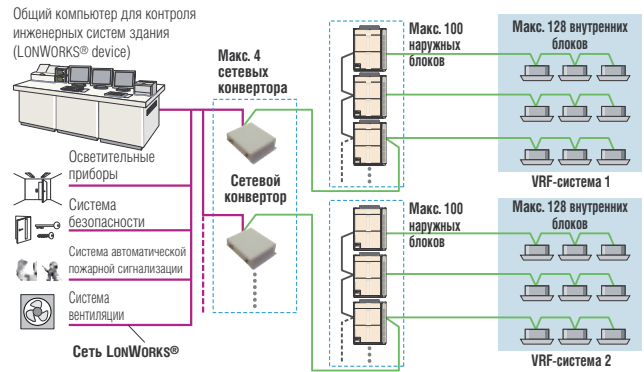 Общий компьютер для контроля
инженерных систем здания
(LONWORKS® device)
Макс. 4
сетевых
конвертора
Макс. 100
наружных
блоков
Макс. 128 внутренних
блоков
Осветительные
приборы
Сетевой
конвертор
VRF-система 1
Система
безопасности
Макс. 100
наружных
блоков
Макс. 128 внутренних
блоков
Система автоматической
пожарной сигнализации
Система
вентиляции
Сеть LONWORKS®
VRF-система 2